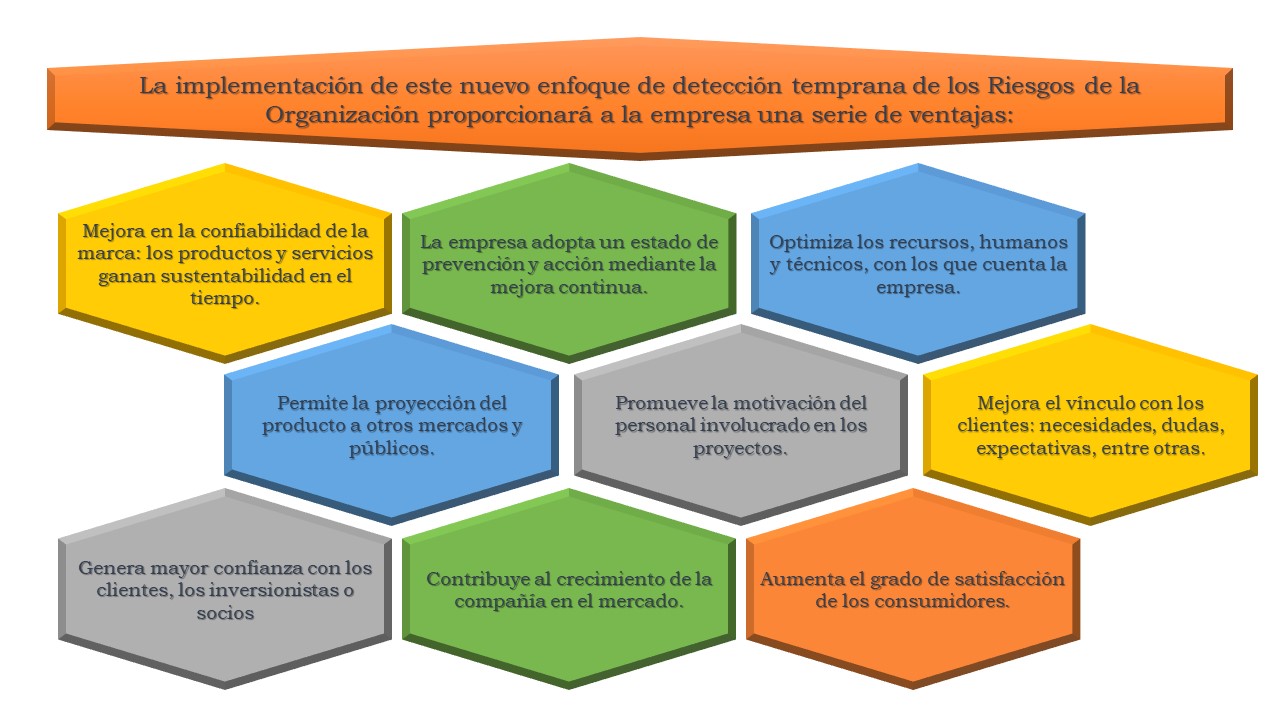 La implementación de este nuevo enfoque de detección temprana de los Riesgos de la
Organización proporcionará a la empresa una serie de ventajas:
Mejora en la confiabilidad de la
marca: los productos y servicios
ganan sustentabilidad en el
tiempo.
La empresa adopta un estado de
prevención y acción mediante la
mejora continua.
Optimiza los recursos, humanos
y técnicos, con los que cuenta la
empresa.
Permite la proyección del
producto a otros mercados y
públicos.
Promueve la motivación del
personal involucrado en los
proyectos.
Mejora el vínculo con los
clientes: necesidades, dudas,
expectativas, entre otras.
Genera mayor confianza con los
clientes, los inversionistas o
socios
Contribuye al crecimiento de la
compañía en el mercado.
Aumenta el grado de satisfacción
de los consumidores.